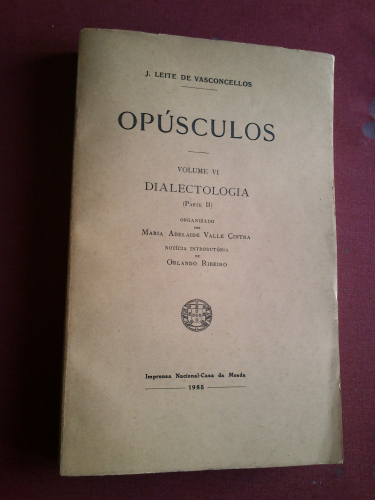 J. LEITE DE VASCONCELLOS
OPÚSCULOS
VOLUME VI
DIALECTOLOGIA
(PARTE II)
ORGANIZADO
POR
MARIA ADELAIDE VALLE CINTRA
NOTÍCIA INTRODUTÓRIA
DE
ORLANDO RIBEIRO
Imprensa Nacional-Casa da Moeda
1985